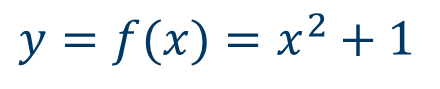 y = f(x) = x² + 1